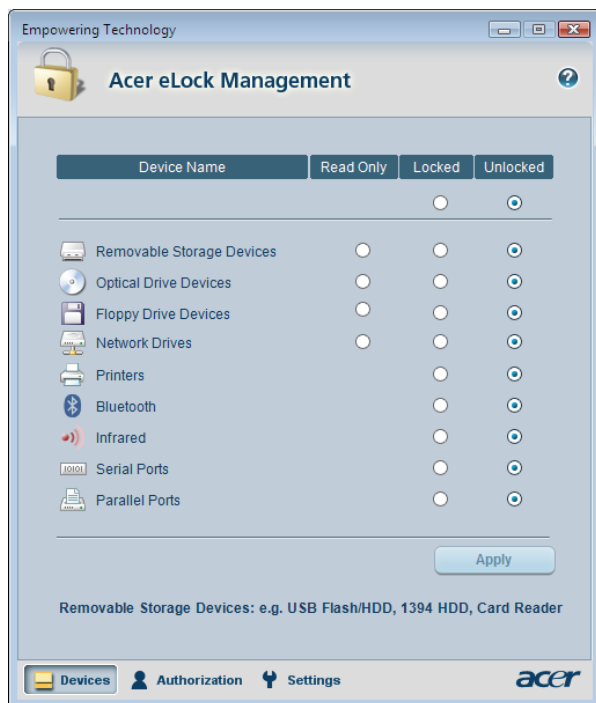 Empowering Technology
Acer eLock Management
Device Name Read Only Locked Unlocked
Removable Storage Devices
Optical Drive Devices
Floppy Drive Devices
Network Drives
Printers
Bluetooth
Infrared
10101 Serial Ports
Parallel Ports
Apply
Removable Storage Devices: e.g. USB Flash/HDD, 1394 HDD, Card Reader
Devices Authorization Settings acer